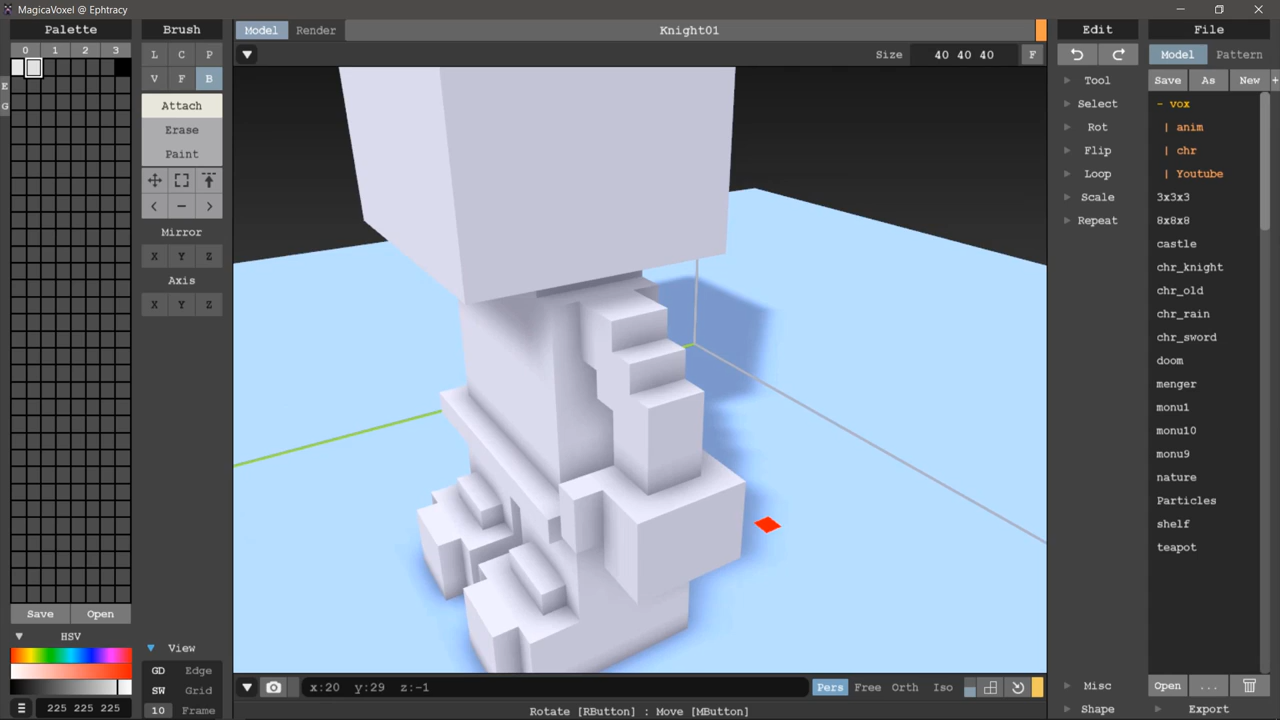 MagicaVoxel @ Ephtracy
Palette
0 1 2 3
E
G
Save Open
HSV
225 225 225
Brush
L C P
V F B
Attach
Erase
Paint
Mirror
X Y Z
Axis
X Y Z
View
GD Edge
SW Grid
10 Frame
Model Render Knight01
Size 40 40 40 F
x:20 y:29 z:-1
Pers Free Orth Iso
Rotate [RButton] : Move [MButton]
Edit
Tool
Select
Rot
Flip
Loop
Scale
Repeat
Misc
Shape
File
Model Pattern
Save As New +
- vox
| anim
| chr
| Youtube
3x3x3
8x8x8
castle
chr_knight
chr_old
chr_rain
chr_sword
doom
menger
monu1
monu10
monu9
nature
Particles
shelf
teapot
Open ...
Export